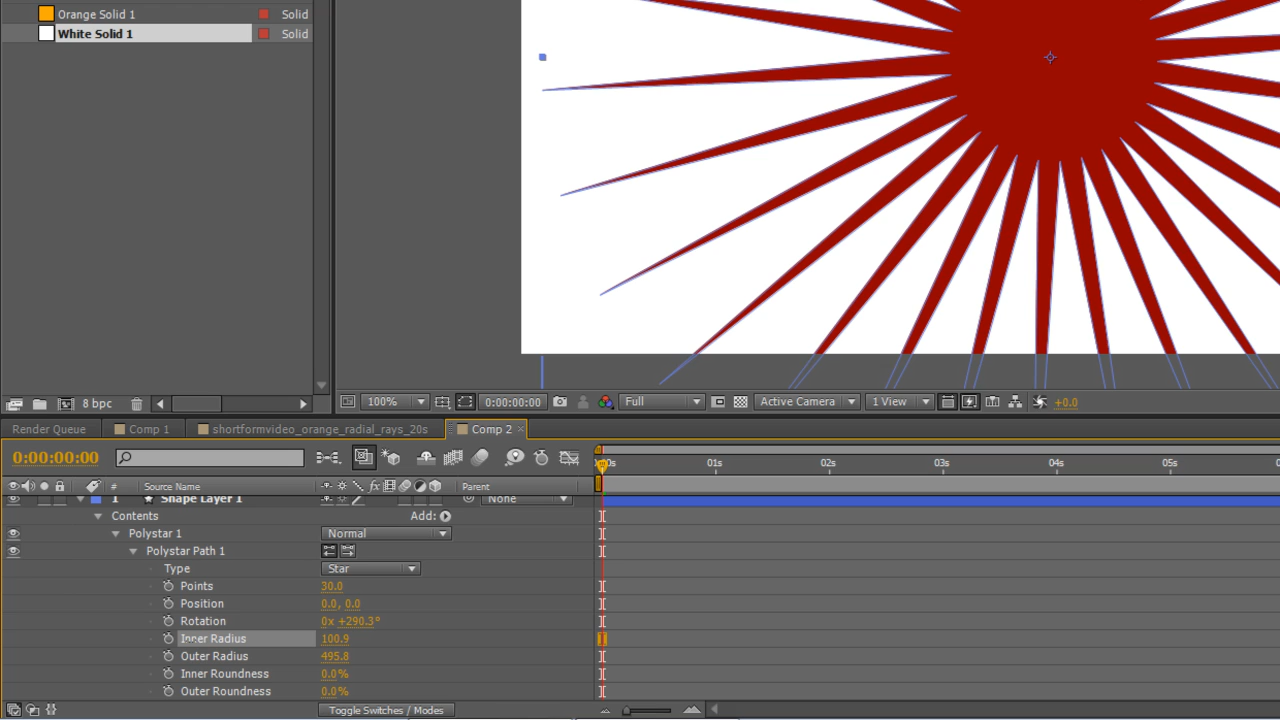 Orange Solid 1 Solid
White Solid 1 Solid
8 bpc 100% 0:00:00:00 Full Active Camera 1 View +0.0
Render Queue Comp 1 shortformvideo_orange_radial_rays_20s Comp 2 ×
0:00:00:00 01s 02s 03s 04s 05s
# Source Name fx Parent
1 Shape Layer 1 None
Contents Add:
Polystar 1 Normal
Polystar Path 1
Type Star
Points 30.0
Position 0.0, 0.0
Rotation 0x +290.3°
Inner Radius 100.9
Outer Radius 495.8
Inner Roundness 0.0%
Outer Roundness 0.0%
Toggle Switches / Modes